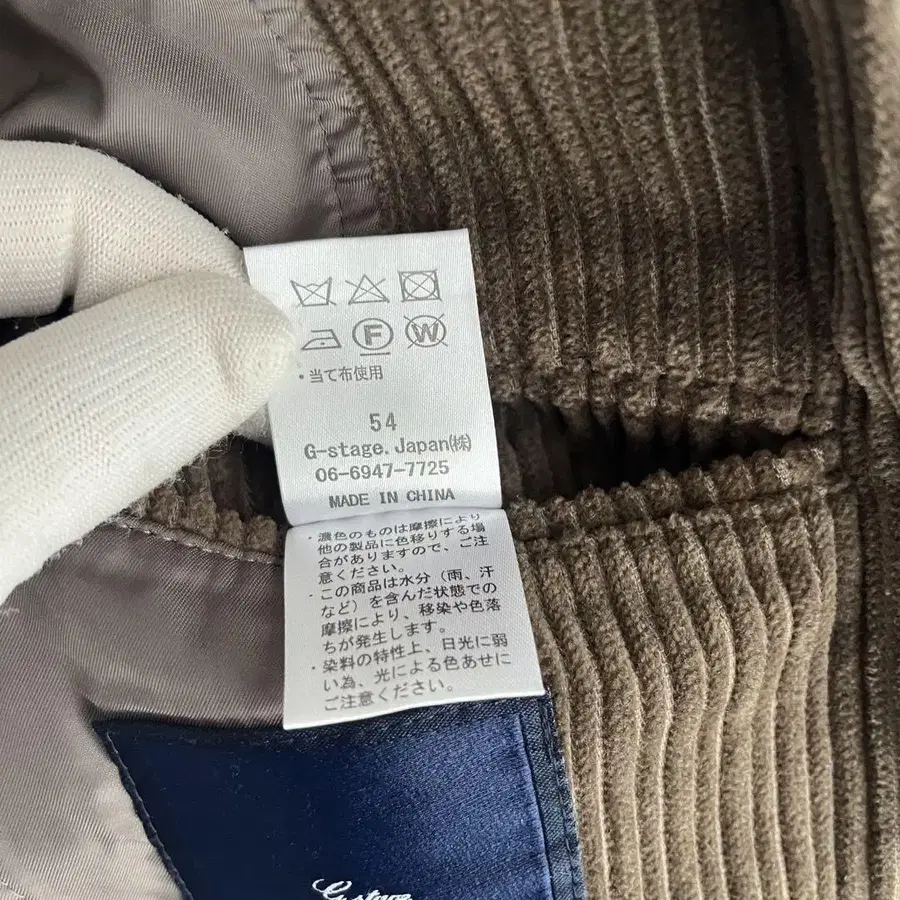 F W
・当て布使用
54
G-stage.Japan㈱
06-6947-7725
MADE IN CHINA
・濃色のものは摩擦により
他の製品に色移りする場
合がありますので、ご注
意ください。
・この商品は水分（雨、汗
など）を含んだ状態での
摩擦により、移染や色落
ちが発生します。
・染料の特性上、日光に弱
い為、光による色あせに
ご注意ください。
G-stage